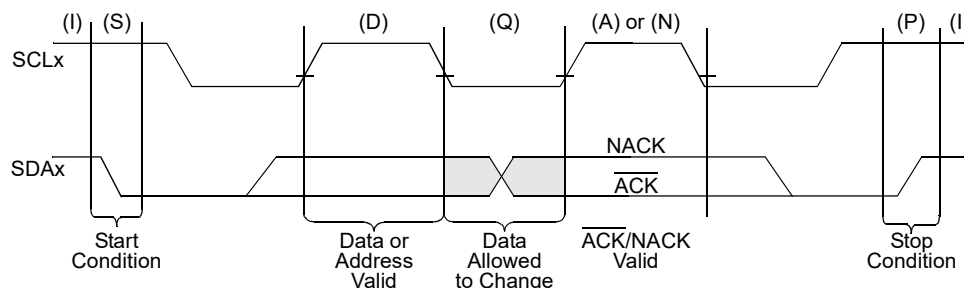 (I) (S) (D) (Q) (A) or (N) (P) (I
SCLx
SDAx
NACK
ACK
Start
Condition
Data or
Address
Valid
Data
Allowed
to Change
ACK/NACK
Valid
Stop
Condition